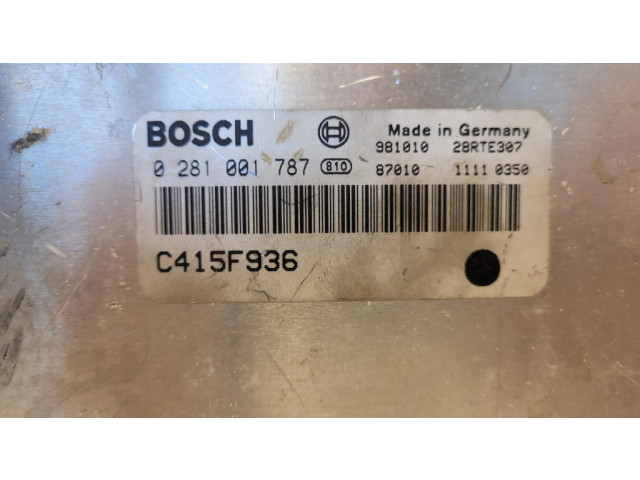 BOSCH Made in Germany
981010 28RTE307
0 281 001 787 810 87010 1111 0350
C415F936